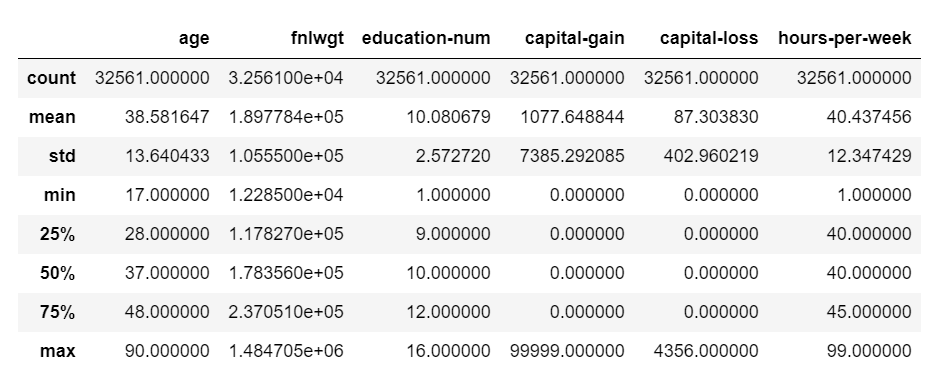 age fnlwgt education-num capital-gain capital-loss hours-per-week
count 32561.000000 3.256100e+04 32561.000000 32561.000000 32561.000000 32561.000000
mean 38.581647 1.897784e+05 10.080679 1077.648844 87.303830 40.437456
std 13.640433 1.055500e+05 2.572720 7385.292085 402.960219 12.347429
min 17.000000 1.228500e+04 1.000000 0.000000 0.000000 1.000000
25% 28.000000 1.178270e+05 9.000000 0.000000 0.000000 40.000000
50% 37.000000 1.783560e+05 10.000000 0.000000 0.000000 40.000000
75% 48.000000 2.370510e+05 12.000000 0.000000 0.000000 45.000000
max 90.000000 1.484705e+06 16.000000 99999.000000 4356.000000 99.000000